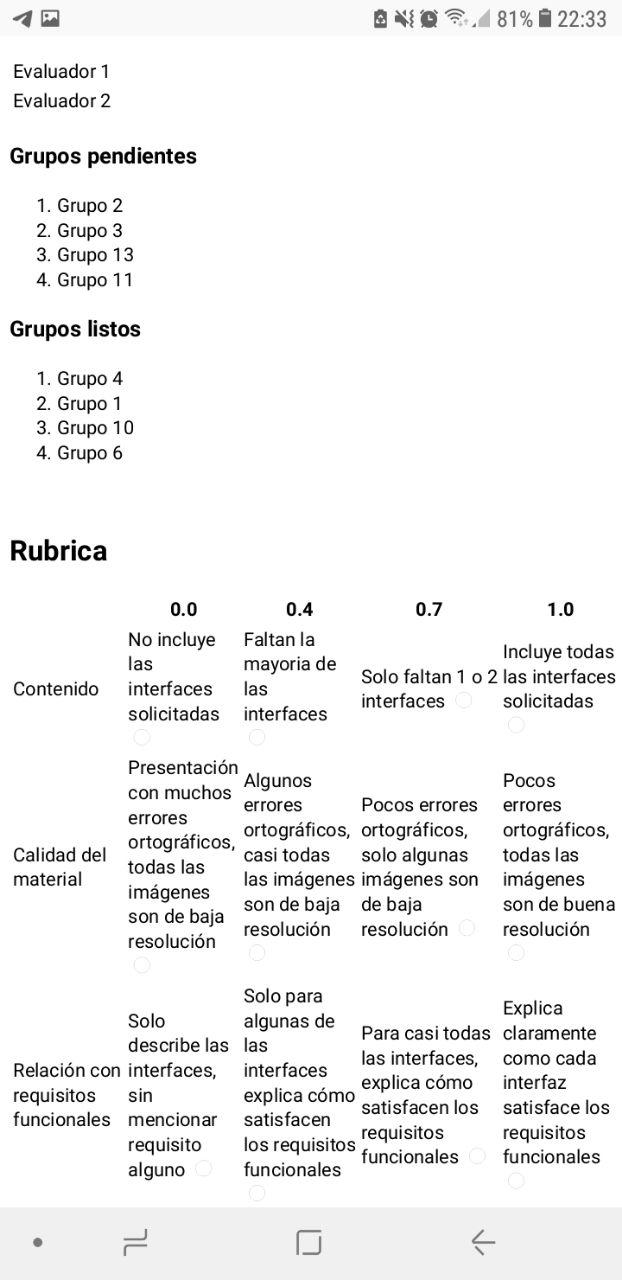 81% 22:33
Evaluador 1
Evaluador 2
Grupos pendientes
1. Grupo 2
2. Grupo 3
3. Grupo 13
4. Grupo 11
Grupos listos
1. Grupo 4
2. Grupo 1
3. Grupo 10
4. Grupo 6
Rubrica
0.0 0.4 0.7 1.0
Contenido
No incluye
las
interfaces
solicitadas
Faltan la
mayoria de
las
interfaces
Solo faltan 1 o 2
interfaces
Incluye todas
las interfaces
solicitadas
Calidad del
material
Presentación
con muchos
errores
ortográficos,
todas las
imágenes
son de baja
resolución
Algunos
errores
ortográficos,
casi todas
las imágenes
son de baja
resolución
Pocos errores
ortográficos,
solo algunas
imágenes son
de baja
resolución
Pocos
errores
ortográficos,
todas las
imágenes
son de buena
resolución
Relación con
requisitos
funcionales
Solo
describe las
interfaces,
sin
mencionar
requisito
alguno
Solo para
algunas de
las
interfaces
explica cómo
satisfacen
los requisitos
funcionales
Para casi todas
las interfaces,
explica cómo
satisfacen los
requisitos
funcionales
Explica
claramente
como cada
interfaz
satisface los
requisitos
funcionales